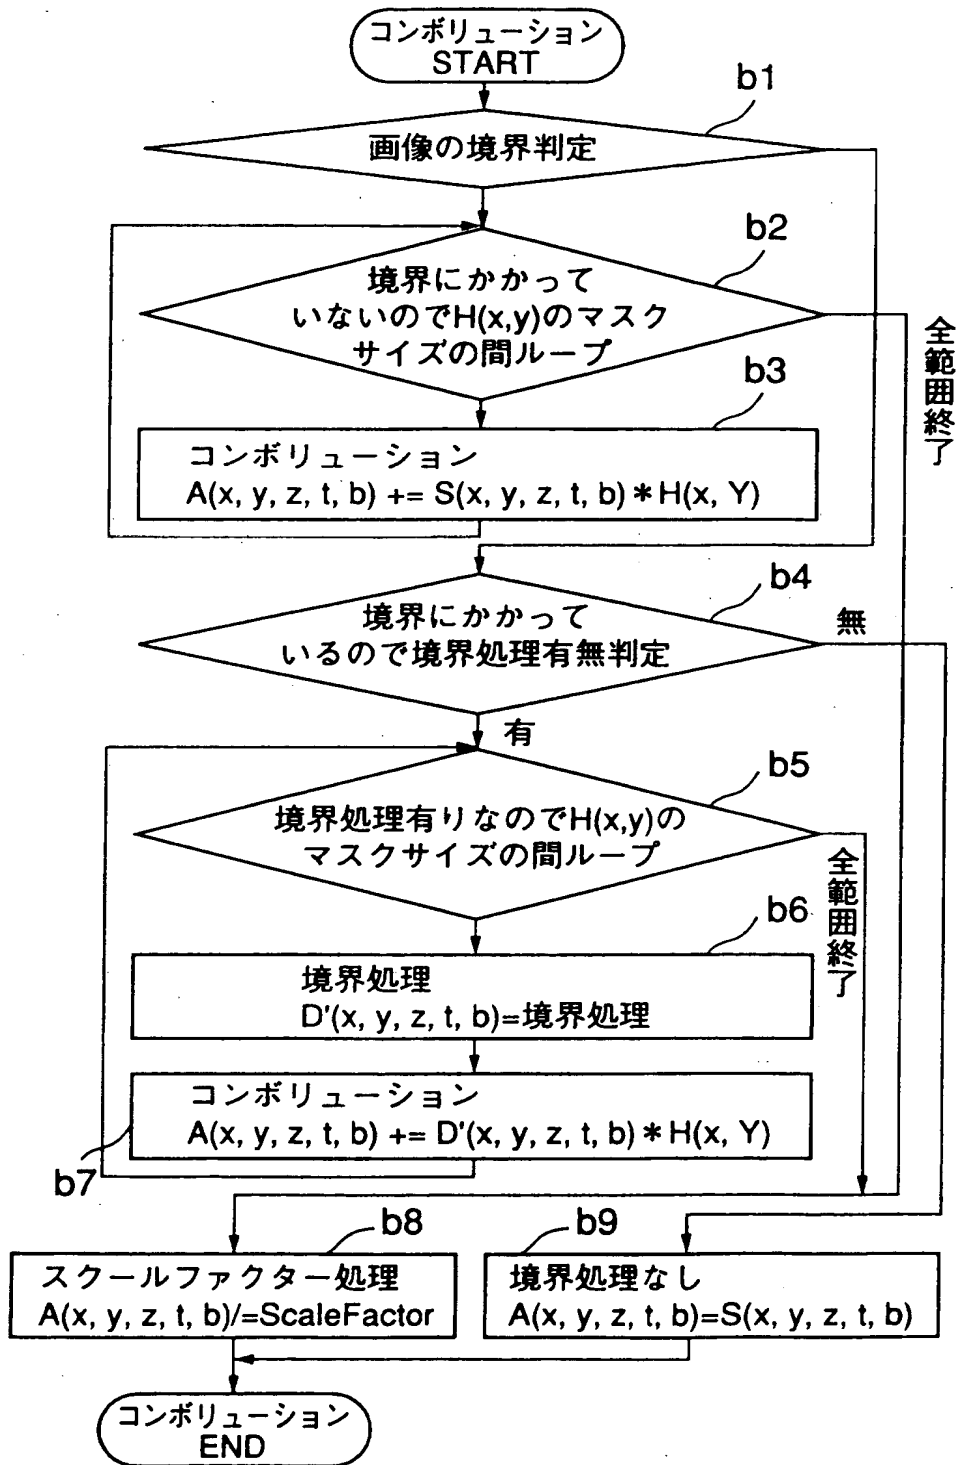 コンボリューション
START
b1
画像の境界判定
b2
境界にかかって
いないのでH(x,y)のマスク
サイズの間ループ
全範囲終了
b3
コンボリューション
A(x, y, z, t, b) += S(x, y, z, t, b)*H(x, Y)
b4
境界にかかって
いるので境界処理有無判定
無
有
b5
境界処理有りなのでH(x,y)の
マスクサイズの間ループ
全範囲終了
b6
境界処理
D'(x, y, z, t, b)=境界処理
コンボリューション
A(x, y, z, t, b) += D'(x, y, z, t, b)*H(x, Y)
b7
b8
スクールファクター処理
A(x, y, z, t, b)/=ScaleFactor
b9
境界処理なし
A(x, y, z, t, b)=S(x, y, z, t, b)
コンボリューション
END